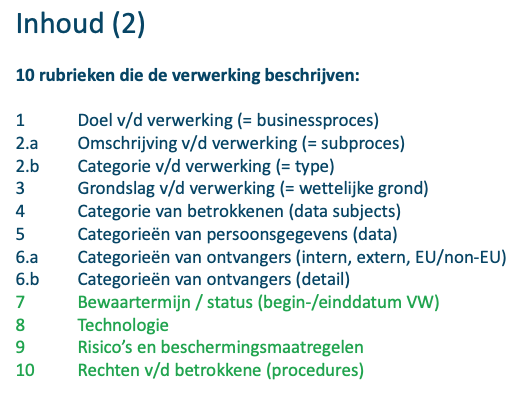 Inhoud (2)
10 rubrieken die de verwerking beschrijven:
1 Doel v/d verwerking (= businessproces)
2.a Omschrijving v/d verwerking (= subproces)
2.b Categorie v/d verwerking (= type)
3 Grondslag v/d verwerking (= wettelijke grond)
4 Categorie van betrokkenen (data subjects)
5 Categorieën van persoonsgegevens (data)
6.a Categorieën van ontvangers (intern, extern, EU/non-EU)
6.b Categorieën van ontvangers (detail)
7 Bewaartermijn / status (begin-/einddatum VW)
8 Technologie
9 Risico's en beschermingsmaatregelen
10 Rechten v/d betrokkene (procedures)